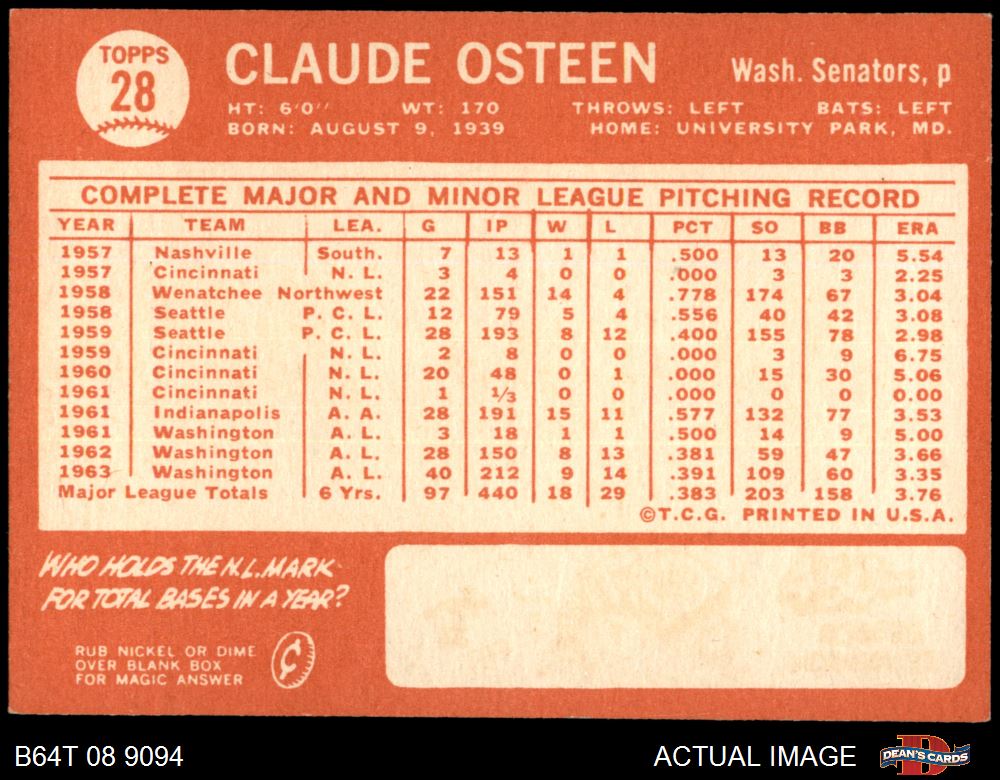 TOPPS
28
CLAUDE OSTEEN
Wash. Senators, p
HT: 6'0" WT: 170 THROWS: LEFT BATS: LEFT
BORN: AUGUST 9, 1939 HOME: UNIVERSITY PARK, MD.
COMPLETE MAJOR AND MINOR LEAGUE PITCHING RECORD
YEAR TEAM LEA. G IP W L PCT SO BB ERA
1957 Nashville South. 7 13 1 1 .500 13 20 5.54
1957 Cincinnati N. L. 3 4 0 0 .000 3 3 2.25
1958 Wenatchee Northwest 22 151 14 4 .778 174 67 3.04
1958 Seattle P. C. L. 12 79 5 4 .556 40 42 3.08
1959 Seattle P. C. L. 28 193 8 12 .400 155 78 2.98
1959 Cincinnati N. L. 2 8 0 0 .000 3 9 6.75
1960 Cincinnati N. L. 20 48 0 1 .000 15 30 5.06
1961 Cincinnati N. L. 1 1/3 0 0 .000 0 0 0.00
1961 Indianapolis A. A. 28 191 15 11 .577 132 77 3.53
1961 Washington A. L. 3 18 1 1 .500 14 9 5.00
1962 Washington A. L. 28 150 8 13 .381 59 47 3.66
1963 Washington A. L. 40 212 9 14 .391 109 60 3.35
Major League Totals 6 Yrs. 97 440 18 29 .383 203 158 3.76
©T.C.G. PRINTED IN U.S.A.
WHO HOLDS THE N.L. MARK
FOR TOTAL BASES IN A YEAR?
RUB NICKEL OR DIME
OVER BLANK BOX
FOR MAGIC ANSWER
¢
B64T 08 9094
ACTUAL IMAGE
DEAN'S CARDS